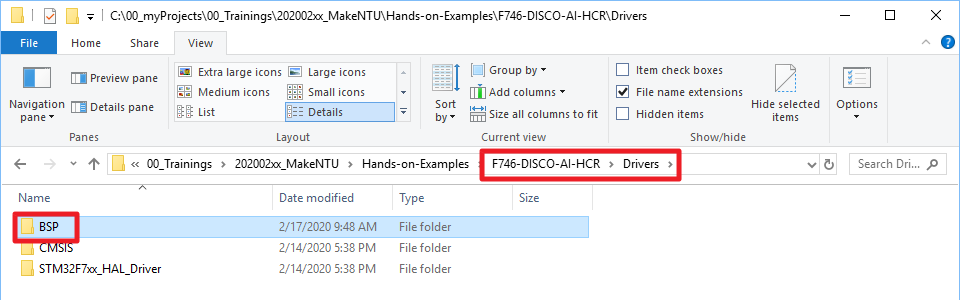 C:\00_myProjects\00_Trainings\202002xx_MakeNTU\Hands-on-Examples\F746-DISCO-AI-HCR\Drivers
File Home Share View
Navigation pane
Preview pane
Details pane
Panes
Extra large icons Large icons
Medium icons Small icons
List Details
Layout
Sort by
Group by
Add columns
Size all columns to fit
Current view
Item check boxes
File name extensions
Hidden items
Hide selected items
Show/hide
Options
« 00_Trainings > 202002xx_MakeNTU > Hands-on-Examples > F746-DISCO-AI-HCR > Drivers >
Search Dri...
Name Date modified Type Size
BSP 2/17/2020 9:48 AM File folder
CMSIS 2/14/2020 5:38 PM File folder
STM32F7xx_HAL_Driver 2/14/2020 5:38 PM File folder